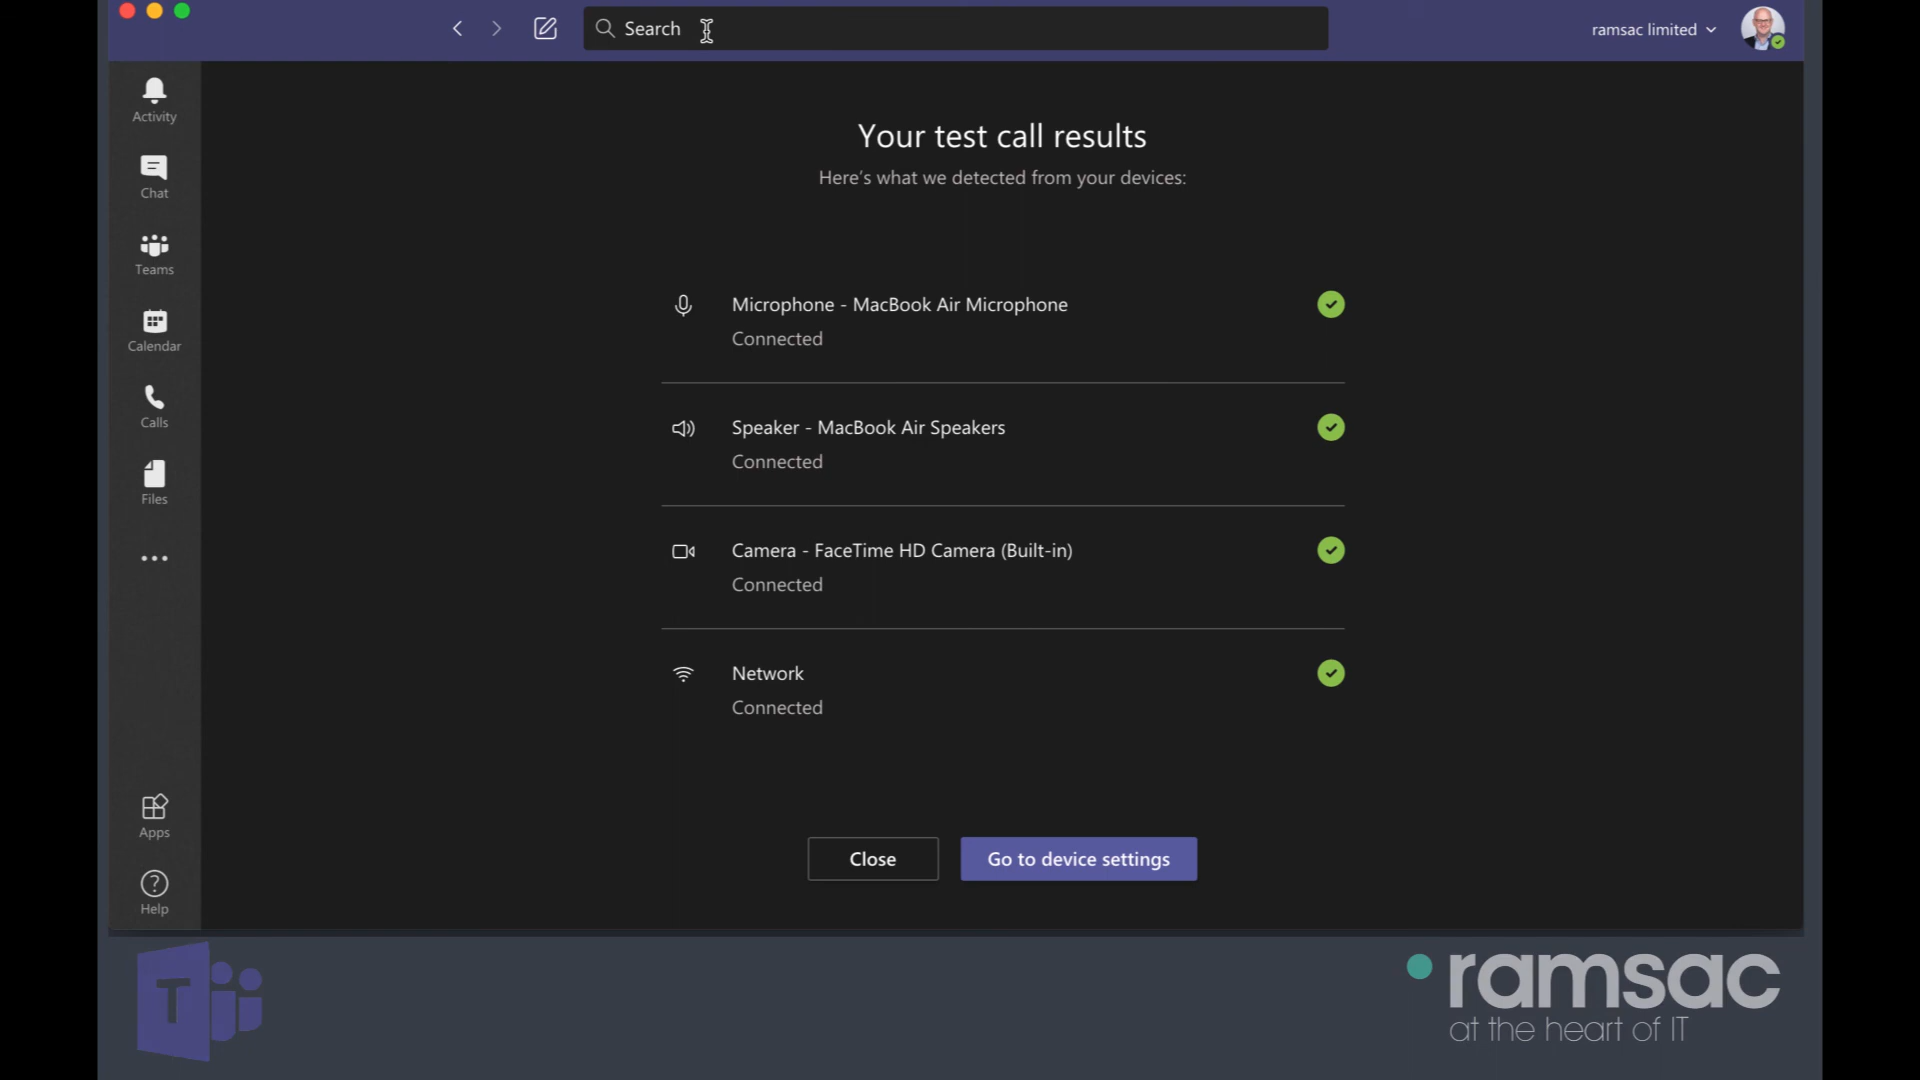 Search
ramsac limited
Activity
Chat
Teams
Calendar
Calls
Files
Apps
Help
Your test call results
Here's what we detected from your devices:
Microphone - MacBook Air Microphone
Connected
Speaker - MacBook Air Speakers
Connected
Camera - FaceTime HD Camera (Built-in)
Connected
Network
Connected
Close
Go to device settings
T
ramsac
at the heart of IT